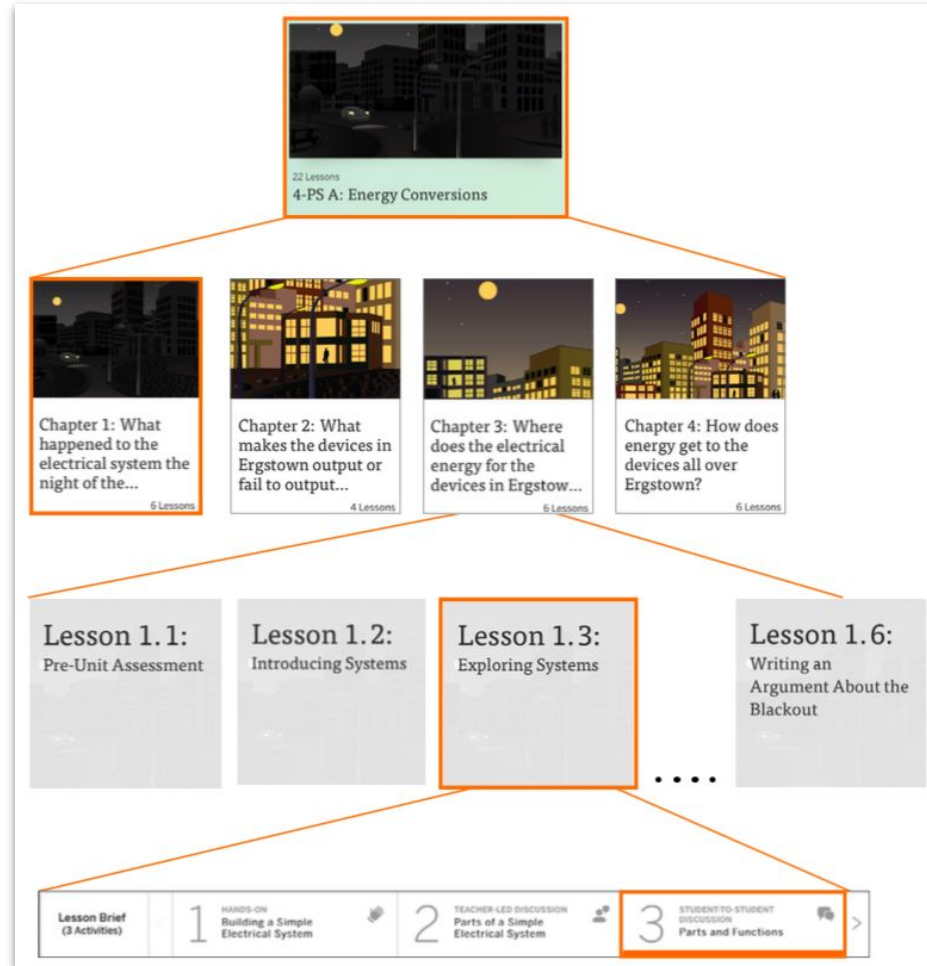 22 Lessons
4-PS A: Energy Conversions
Chapter 1: What
happened to the
electrical system the
night of the...
6 Lessons
Chapter 2: What
makes the devices in
Ergstown output or
fail to output...
4 Lessons
Chapter 3: Where
does the electrical
energy for the
devices in Ergstow...
6 Lessons
Chapter 4: How does
energy get to the
devices all over
Ergstown?
6 Lessons
Lesson 1.1:
Pre-Unit Assessment
Lesson 1.2:
Introducing Systems
Lesson 1.3:
Exploring Systems
....
Lesson 1.6:
Writing an
Argument About the
Blackout
Lesson Brief
(3 Activities)
1
HANDS-ON
Building a Simple
Electrical System
2
TEACHER-LED DISCUSSION
Parts of a Simple
Electrical System
3
STUDENT-TO-STUDENT
DISCUSSION
Parts and Functions